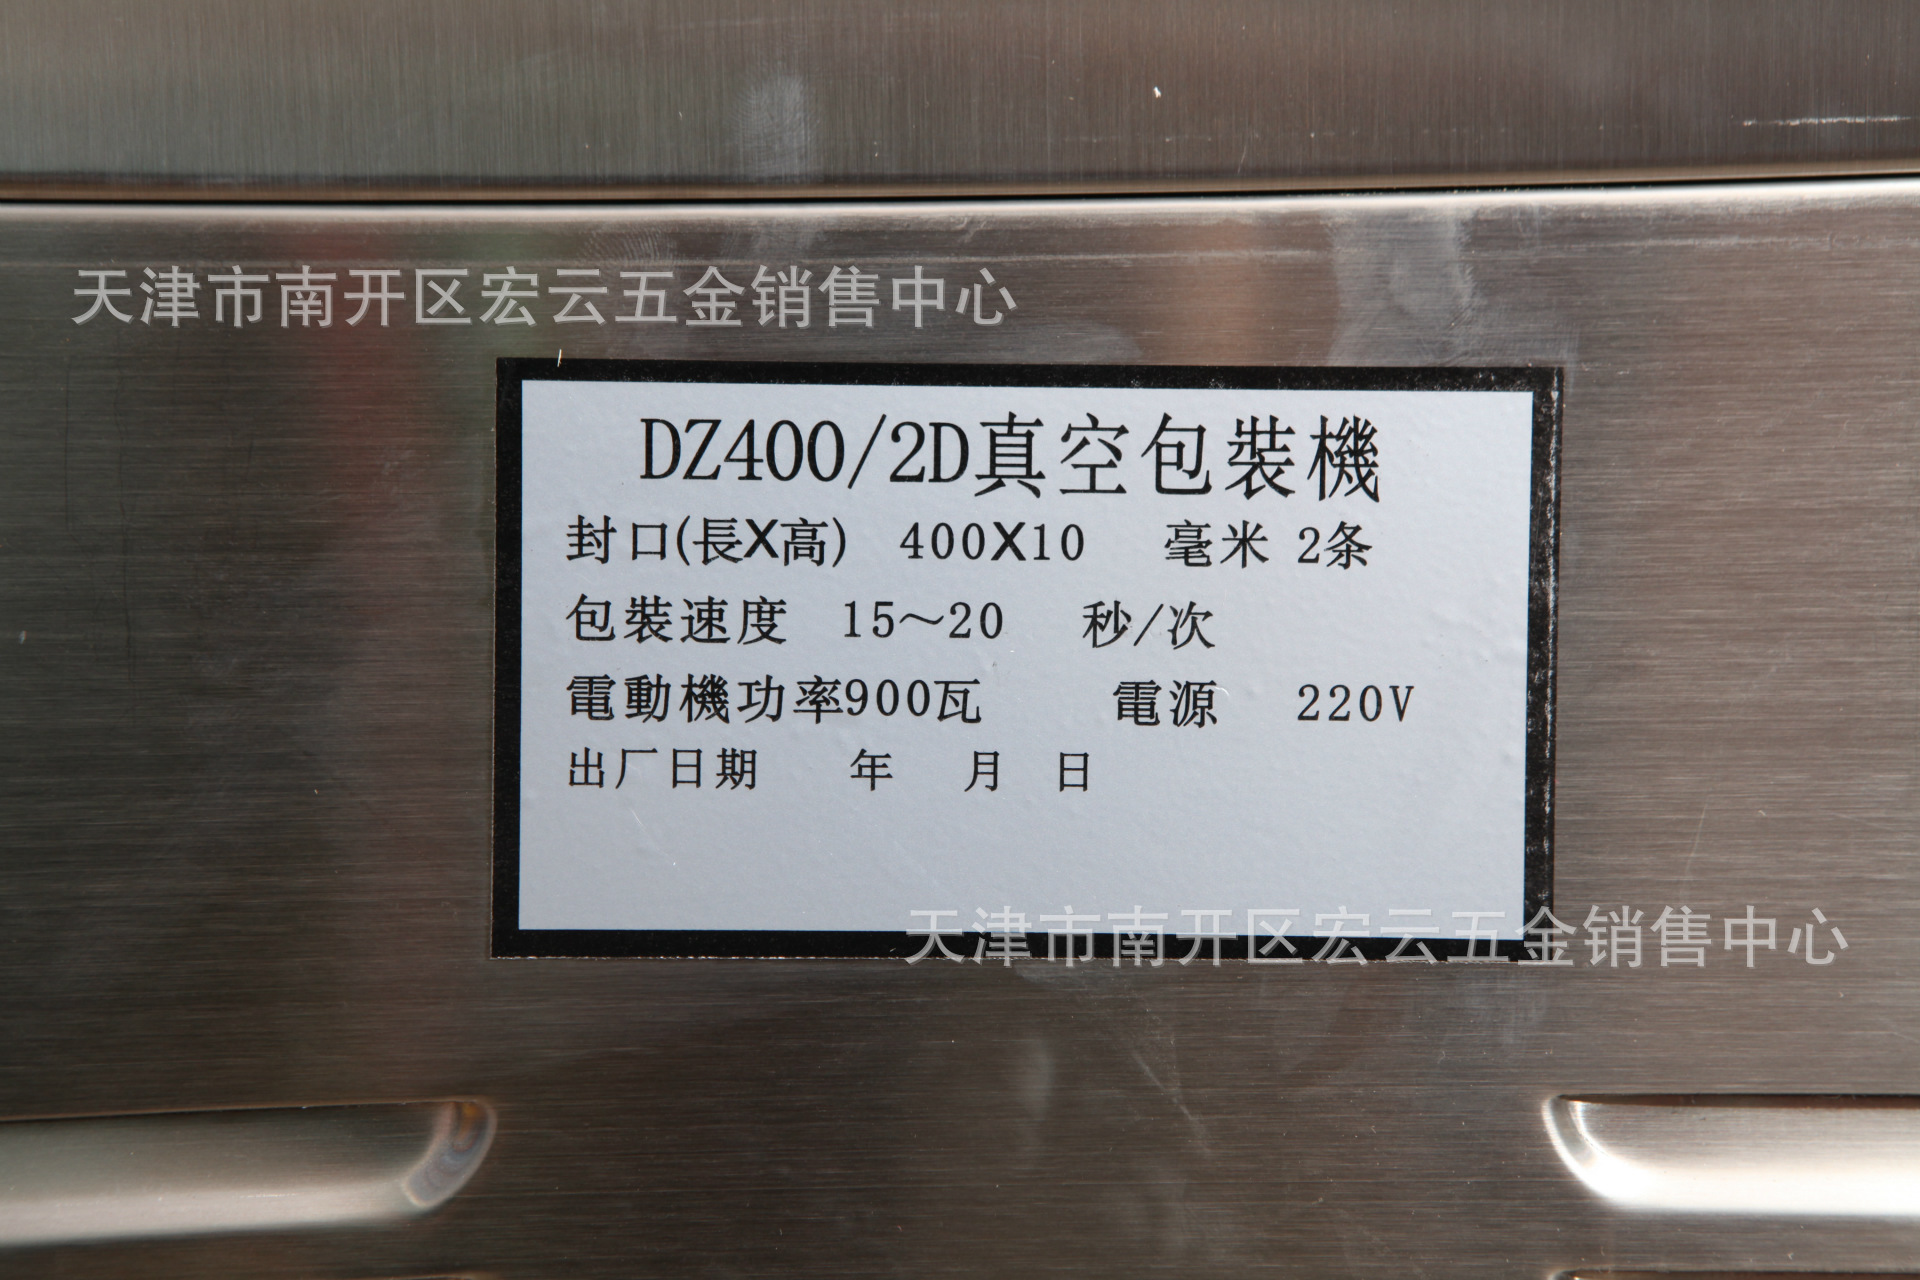 天津市南开区宏云五金销售中心
DZ400/2D真空包裝機
封口(長X高) 400X10 毫米 2条
包裝速度 15～20 秒/次
電動機功率900瓦 電源 220V
出厂日期 年 月 日
天津市南开区宏云五金销售中心